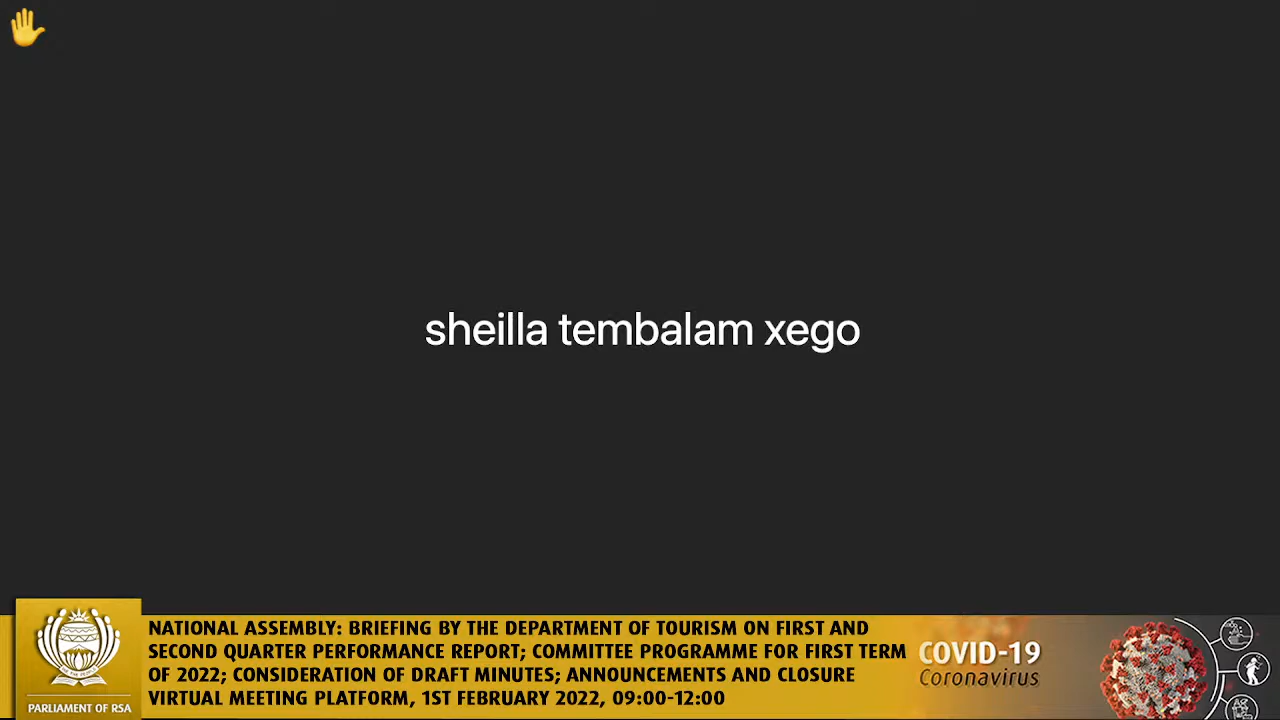 sheilla tembalam xego
NATIONAL ASSEMBLY: BRIEFING BY THE DEPARTMENT OF TOURISM ON FIRST AND
SECOND QUARTER PERFORMANCE REPORT; COMMITTEE PROGRAMME FOR FIRST TERM
OF 2022; CONSIDERATION OF DRAFT MINUTES; ANNOUNCEMENTS AND CLOSURE
VIRTUAL MEETING PLATFORM, 1ST FEBRUARY 2022, 09:00-12:00
COVID-19
Coronavirus
PARLIAMENT OF RSA